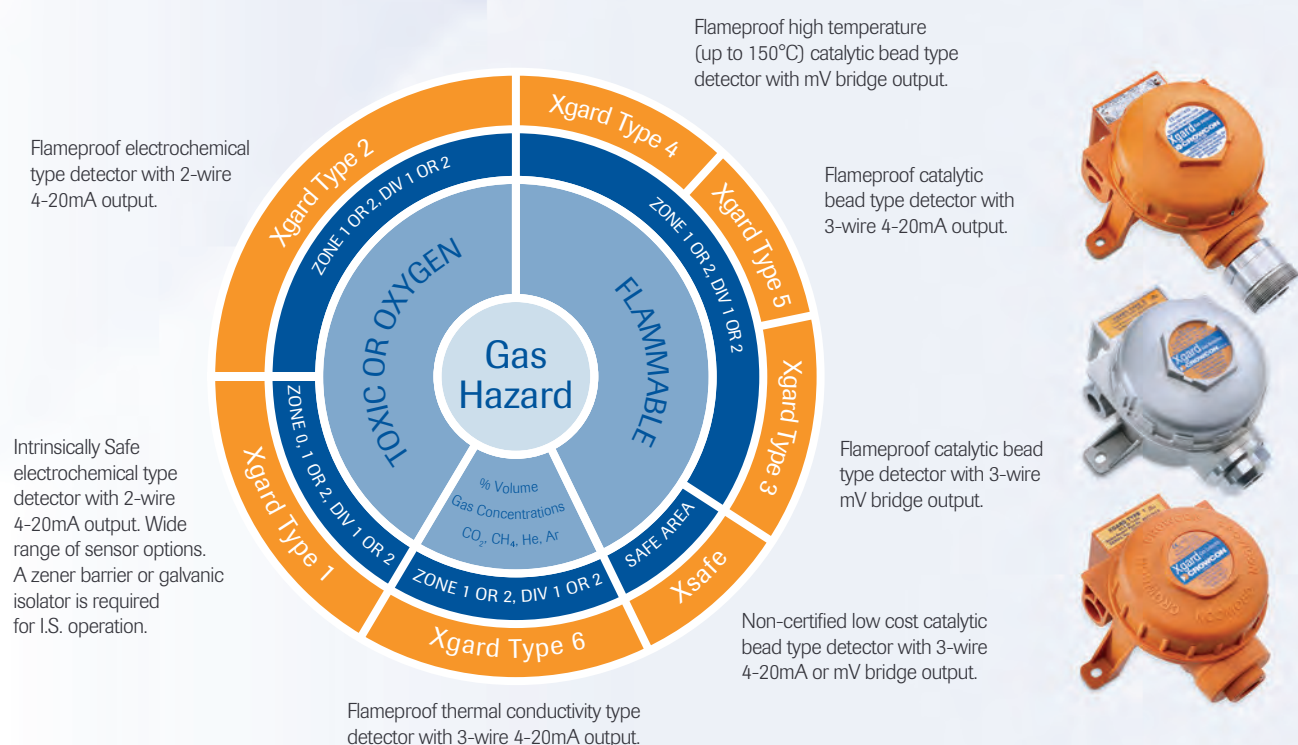 Flameproof high temperature
(up to 150°C) catalytic bead type
detector with mV bridge output.
Flameproof electrochemical
type detector with 2-wire
4-20mA output.
Flameproof catalytic
bead type detector with
3-wire 4-20mA output.
Intrinsically Safe
electrochemical type
detector with 2-wire
4-20mA output. Wide
range of sensor options.
A zener barrier or galvanic
isolator is required
for I.S. operation.
Flameproof catalytic bead
type detector with 3-wire
mV bridge output.
Non-certified low cost catalytic
bead type detector with 3-wire
4-20mA or mV bridge output.
Flameproof thermal conductivity type
detector with 3-wire 4-20mA output.
Xgard Type 2
Xgard Type 4
Xgard Type 5
Xgard Type 3
Xsafe
Xgard Type 6
Xgard Type 1
ZONE 1 OR 2, DIV 1 OR 2
ZONE 1 OR 2, DIV 1 OR 2
SAFE AREA
ZONE 1 OR 2, DIV 1 OR 2
ZONE 0, 1 OR 2, DIV 1 OR 2
TOXIC OR OXYGEN
FLAMMABLE
% Volume
Gas Concentrations
CO₂, CH₄, He, Ar
Gas
Hazard
Xgard
CROWCON
Xgard
CROWCON
Xgard
CROWCON